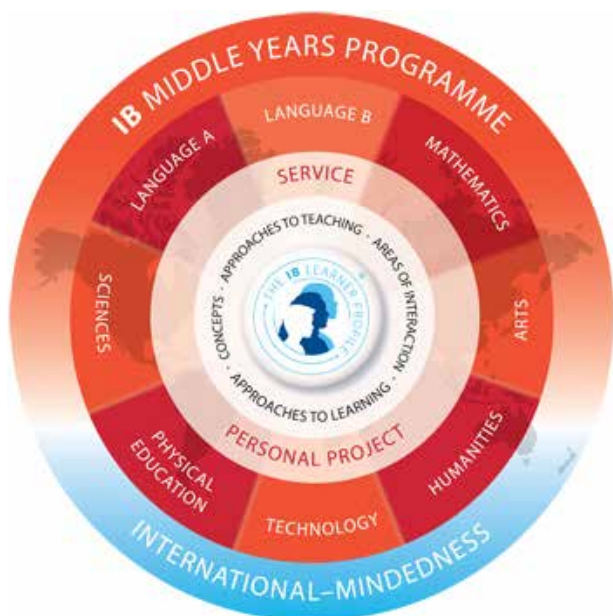 IB MIDDLE YEARS PROGRAMME
LANGUAGE B
LANGUAGE A
MATHEMATICS
SERVICE
SCIENCES
ARTS
APPROACHES TO TEACHING · AREAS OF INTERACTION · APPROACHES TO LEARNING · CONCEPTS ·
THE IB LEARNER PROFILE
PERSONAL PROJECT
PHYSICAL
EDUCATION
HUMANITIES
TECHNOLOGY
INTERNATIONAL–MINDEDNESS